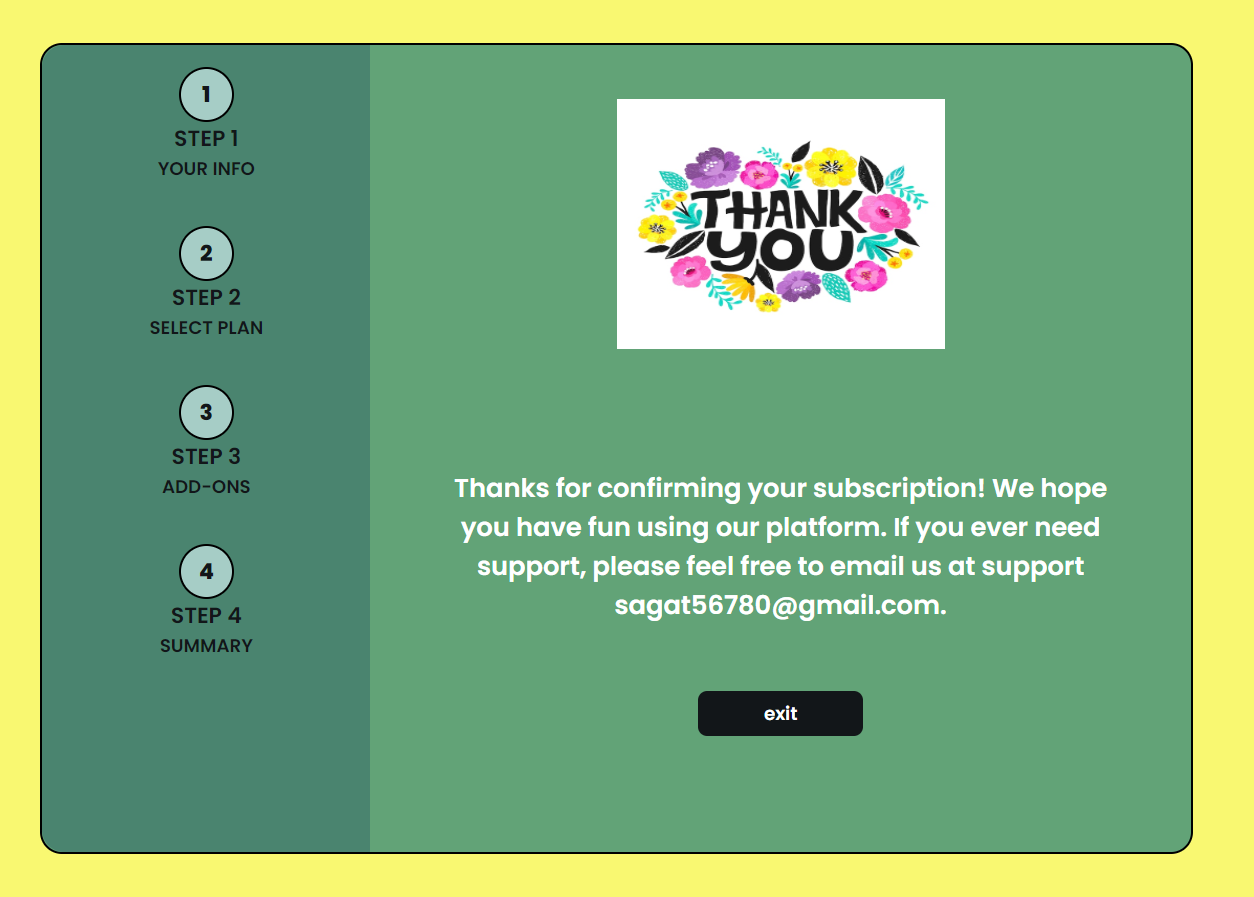 1
STEP 1
YOUR INFO
2
STEP 2
SELECT PLAN
3
STEP 3
ADD-ONS
4
STEP 4
SUMMARY
THANK
YOU
Thanks for confirming your subscription! We hope
you have fun using our platform. If you ever need
support, please feel free to email us at support
sagat56780@gmail.com.
exit